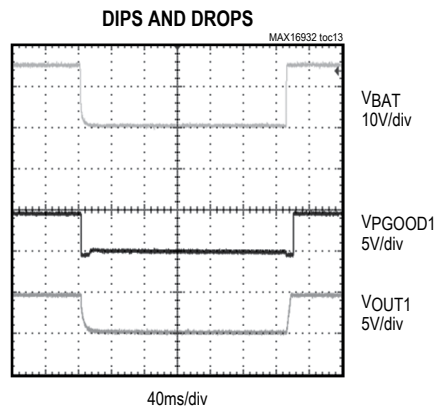 DIPS AND DROPS
MAX16932 toc13
VBAT
10V/div
VPGOOD1
5V/div
VOUT1
5V/div
40ms/div